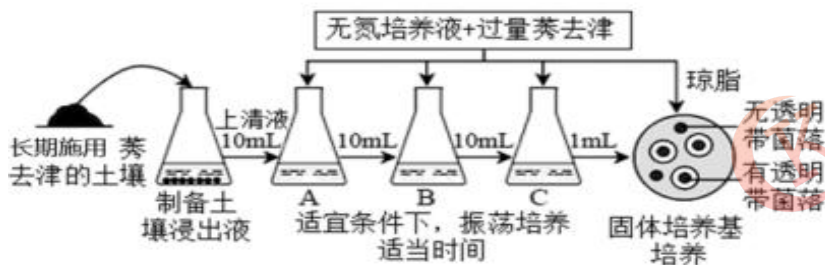 无氮培养液+过量莠去津
琼脂
长期施用 莠
去津的土壤
上清液
10mL
10mL
10mL
1mL
无透明
带菌落
有透明
带菌落
A
B
C
制备土
壤浸出液
适宜条件下，振荡培养
适当时间
固体培养基
培养